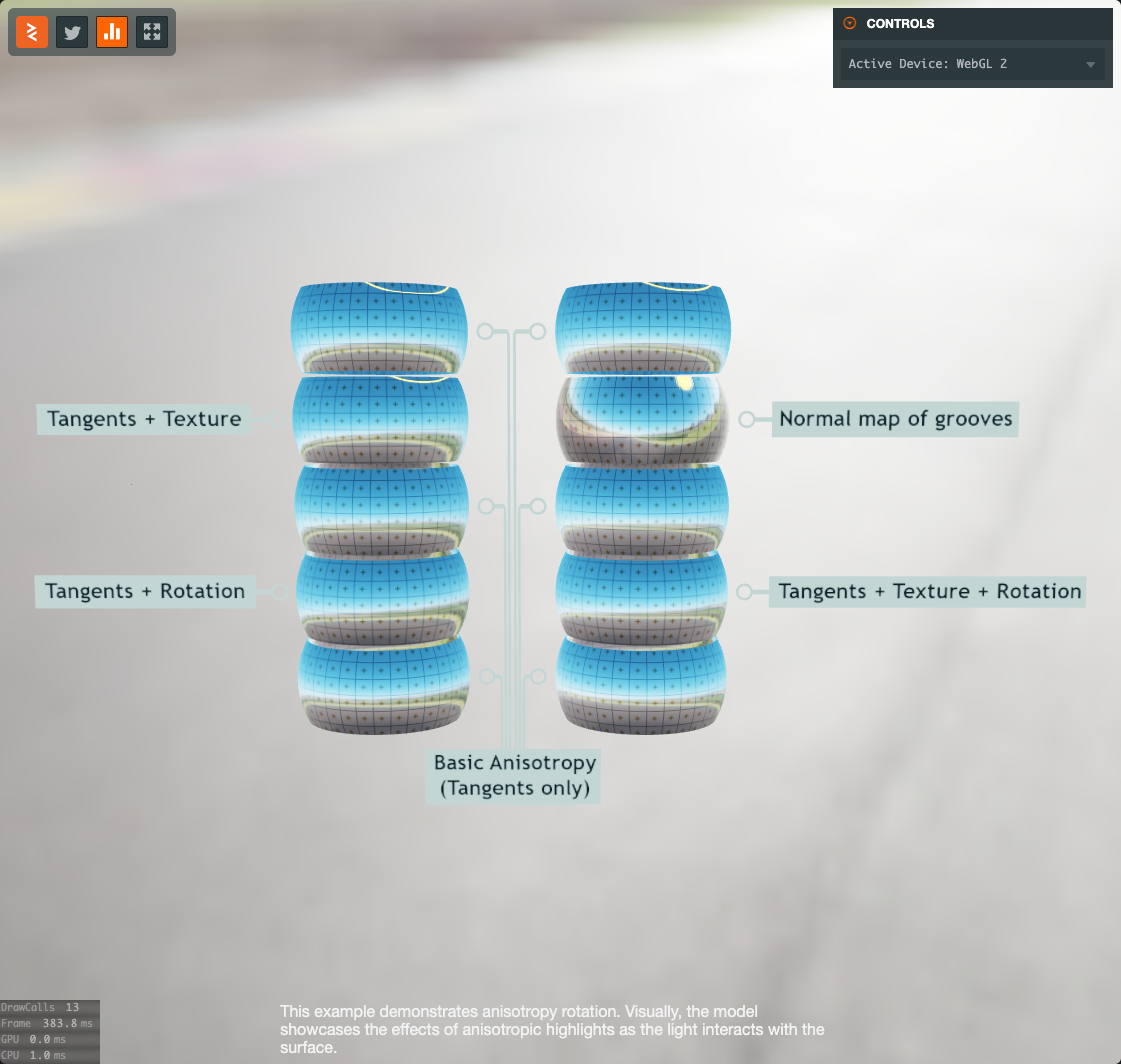 CONTROLS
Active Device: WebGL 2
Tangents + Texture
Normal map of grooves
Tangents + Rotation
Tangents + Texture + Rotation
Basic Anisotropy
(Tangents only)
DrawCalls 13
Frame 383.8 ms
GPU 0.0 ms
CPU 1.0 ms
This example demonstrates anisotropy rotation. Visually, the model
showcases the effects of anisotropic highlights as the light interacts with the
surface.